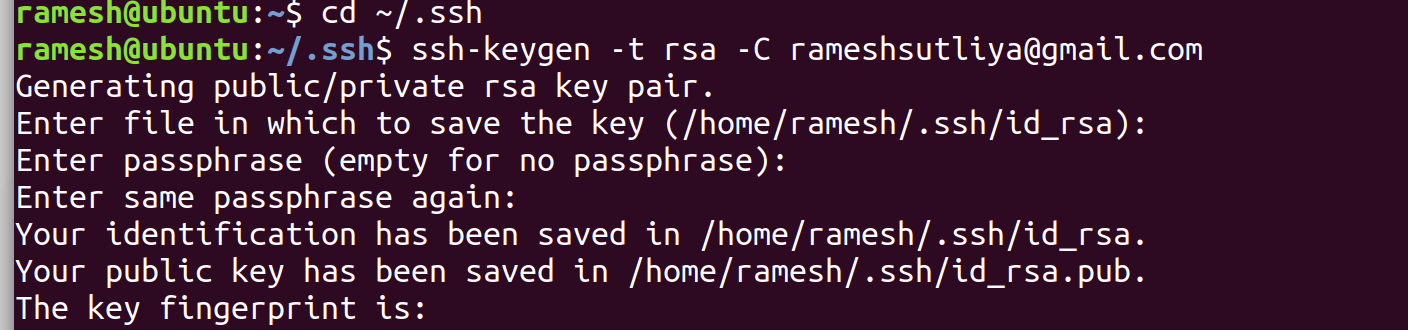 ramesh@ubuntu:~$ cd ~/.ssh
ramesh@ubuntu:~/.ssh$ ssh-keygen -t rsa -C rameshsutliya@gmail.com
Generating public/private rsa key pair.
Enter file in which to save the key (/home/ramesh/.ssh/id_rsa):
Enter passphrase (empty for no passphrase):
Enter same passphrase again:
Your identification has been saved in /home/ramesh/.ssh/id_rsa.
Your public key has been saved in /home/ramesh/.ssh/id_rsa.pub.
The key fingerprint is: